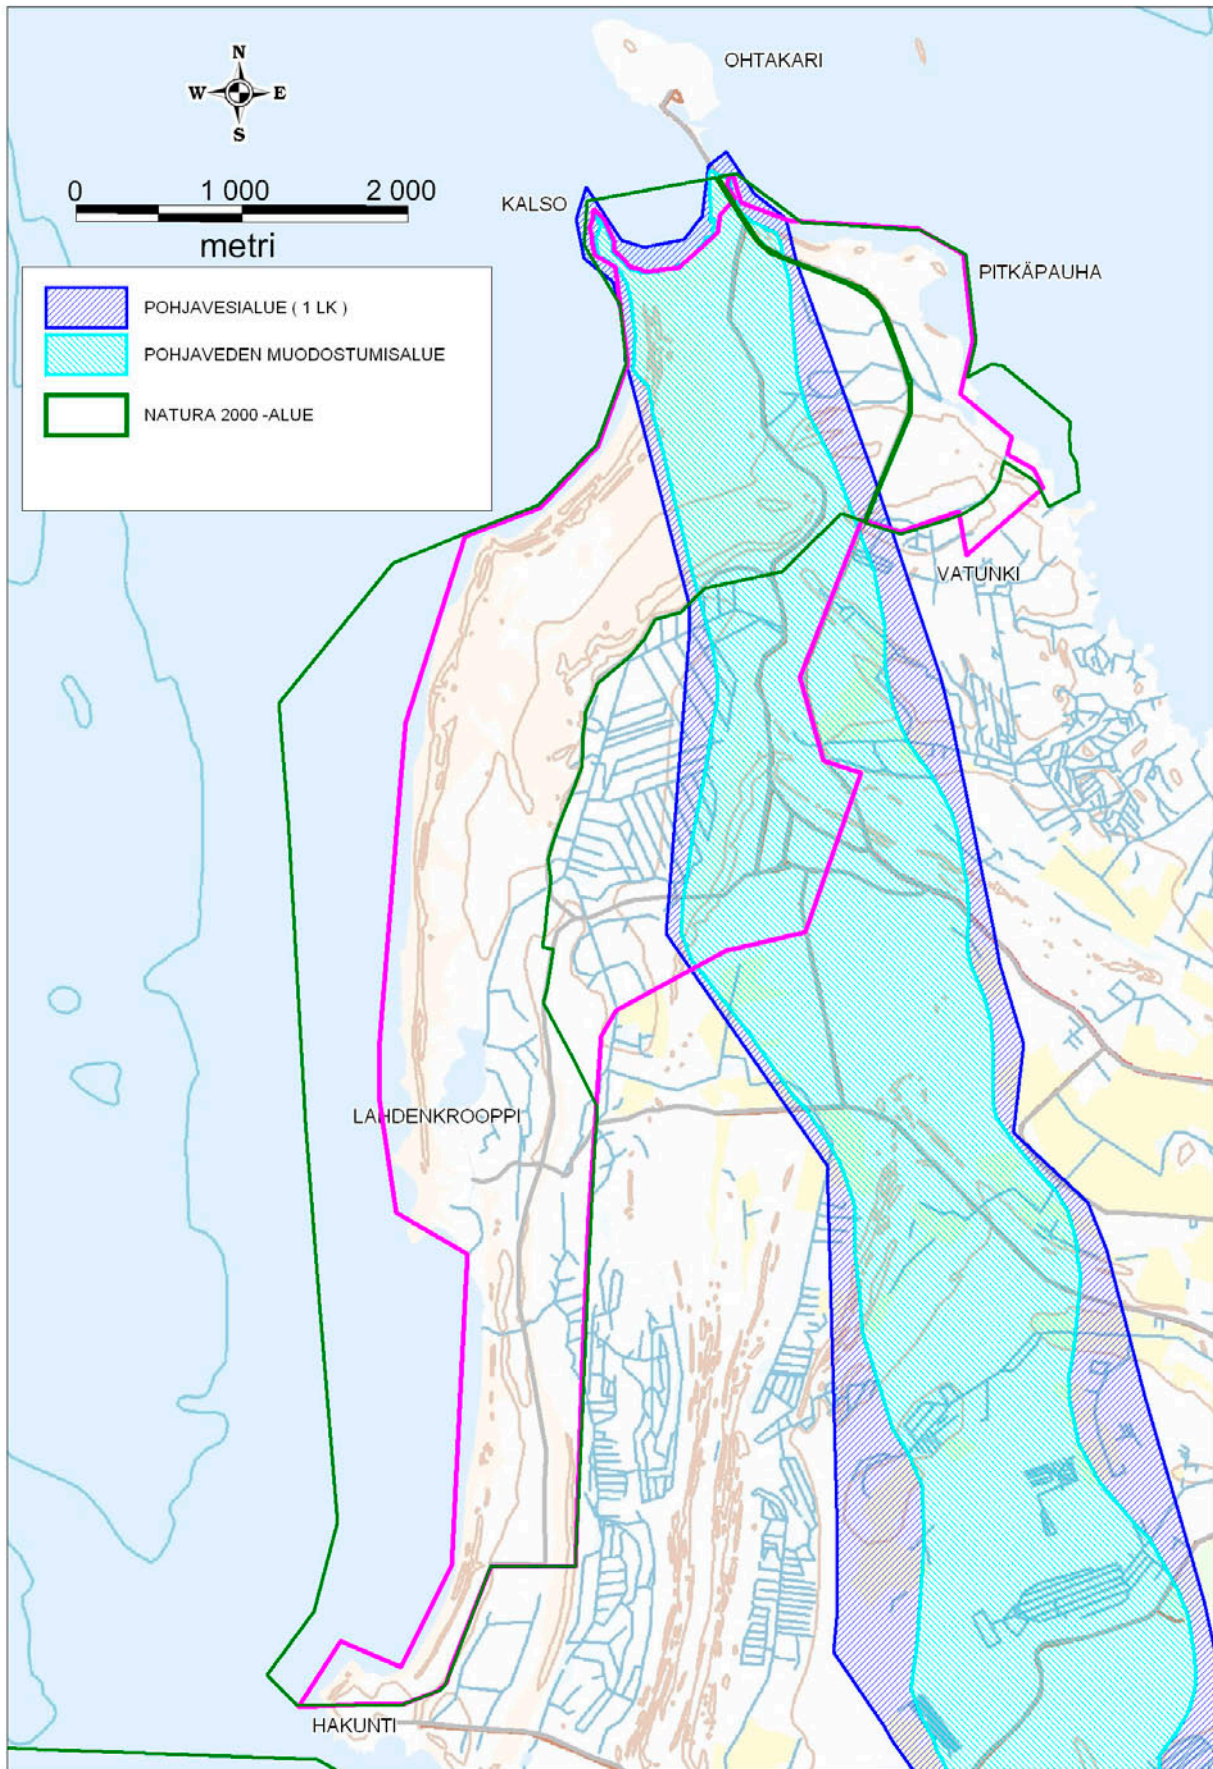 OHTAKARI
N
W E
S
0 1 000 2 000
metri
KALSO
PITKÄPAUHA
POHJAVESIALUE ( 1 LK )
POHJAVEDEN MUODOSTUMISALUE
NATURA 2000 -ALUE
VATUNKI
LAHDENKROOPPI
HAKUNTI